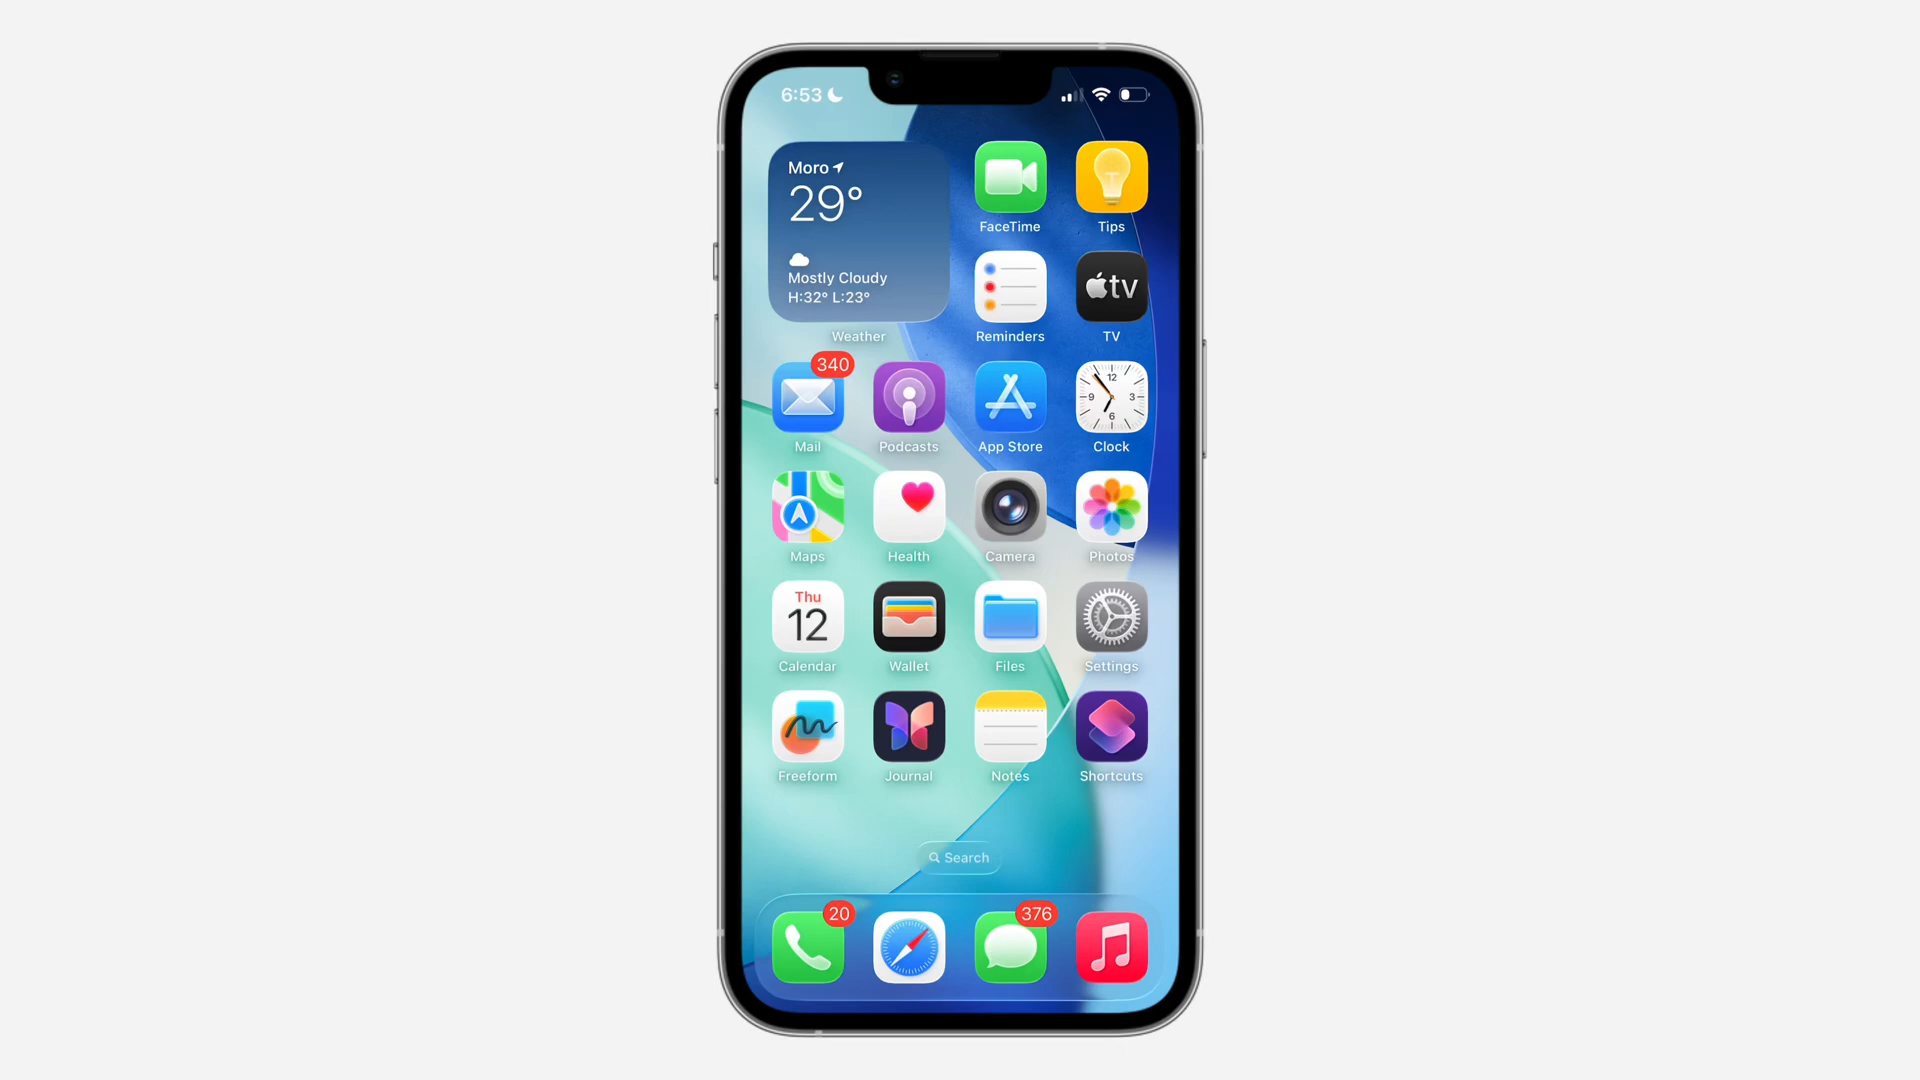 6:53
Moro
29°
Mostly Cloudy
H:32° L:23°
Weather
FaceTime
Tips
Reminders
tv
TV
340
Mail
Podcasts
App Store
12
9
3
6
Clock
Maps
Health
Camera
Photos
Thu
12
Calendar
Wallet
Files
Settings
Freeform
Journal
Notes
Shortcuts
Search
20
376